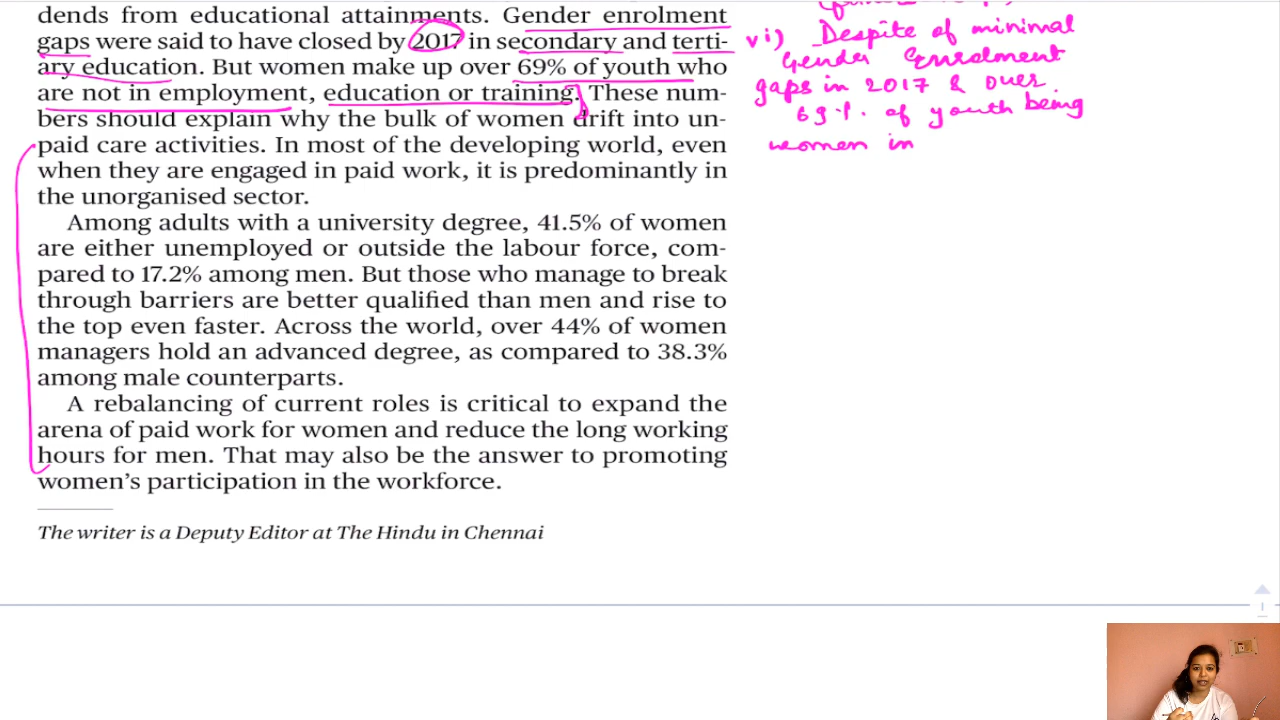 dends from educational attainments. Gender enrolment
gaps were said to have closed by 2017 in secondary and terti-
ary education. But women make up over 69% of youth who
are not in employment, education or training. These num-
bers should explain why the bulk of women drift into un-
paid care activities. In most of the developing world, even
when they are engaged in paid work, it is predominantly in
the unorganised sector.
Among adults with a university degree, 41.5% of women
are either unemployed or outside the labour force, com-
pared to 17.2% among men. But those who manage to break
through barriers are better qualified than men and rise to
the top even faster. Across the world, over 44% of women
managers hold an advanced degree, as compared to 38.3%
among male counterparts.
A rebalancing of current roles is critical to expand the
arena of paid work for women and reduce the long working
hours for men. That may also be the answer to promoting
women's participation in the workforce.
The writer is a Deputy Editor at The Hindu in Chennai
vi) Despite of minimal
Gender Enrolment
gaps in 2017 & over
69%. of youth being
women in
1